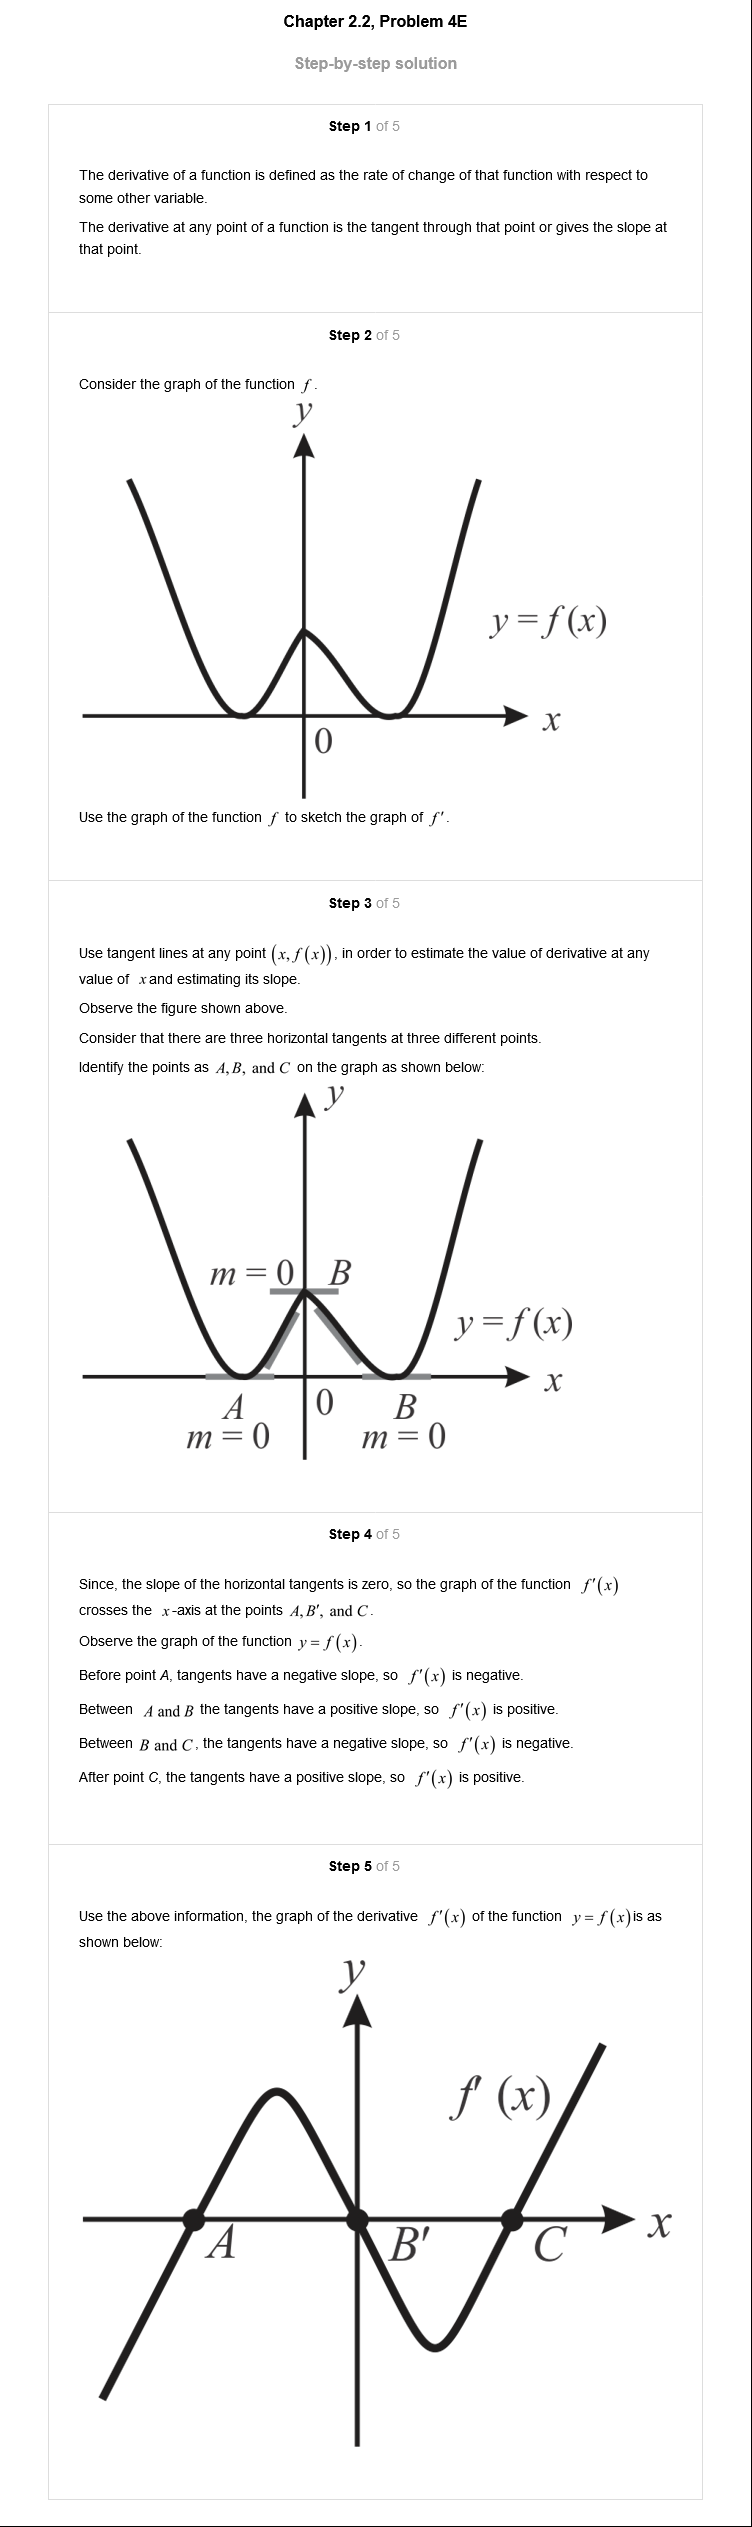 Chapter 2.2, Problem 4E
Step-by-step solution
Step 1 of 5
The derivative of a function is defined as the rate of change of that function with respect to
some other variable.
The derivative at any point of a function is the tangent through that point or gives the slope at
that point.
Step 2 of 5
Consider the graph of the function f.
y
y = f(x)
x
0
Use the graph of the function f to sketch the graph of f'.
Step 3 of 5
Use tangent lines at any point (x, f(x)), in order to estimate the value of derivative at any
value of x and estimating its slope.
Observe the figure shown above.
Consider that there are three horizontal tangents at three different points.
Identify the points as A, B, and C on the graph as shown below:
y
m = 0 B
y = f(x)
x
A 0 B
m = 0 m = 0
Step 4 of 5
Since, the slope of the horizontal tangents is zero, so the graph of the function f'(x)
crosses the x-axis at the points A, B', and C.
Observe the graph of the function y = f(x).
Before point A, tangents have a negative slope, so f'(x) is negative.
Between A and B the tangents have a positive slope, so f'(x) is positive.
Between B and C, the tangents have a negative slope, so f'(x) is negative.
After point C, the tangents have a positive slope, so f'(x) is positive.
Step 5 of 5
Use the above information, the graph of the derivative f'(x) of the function y = f(x) is as
shown below:
y
f' (x)
x
A B' C